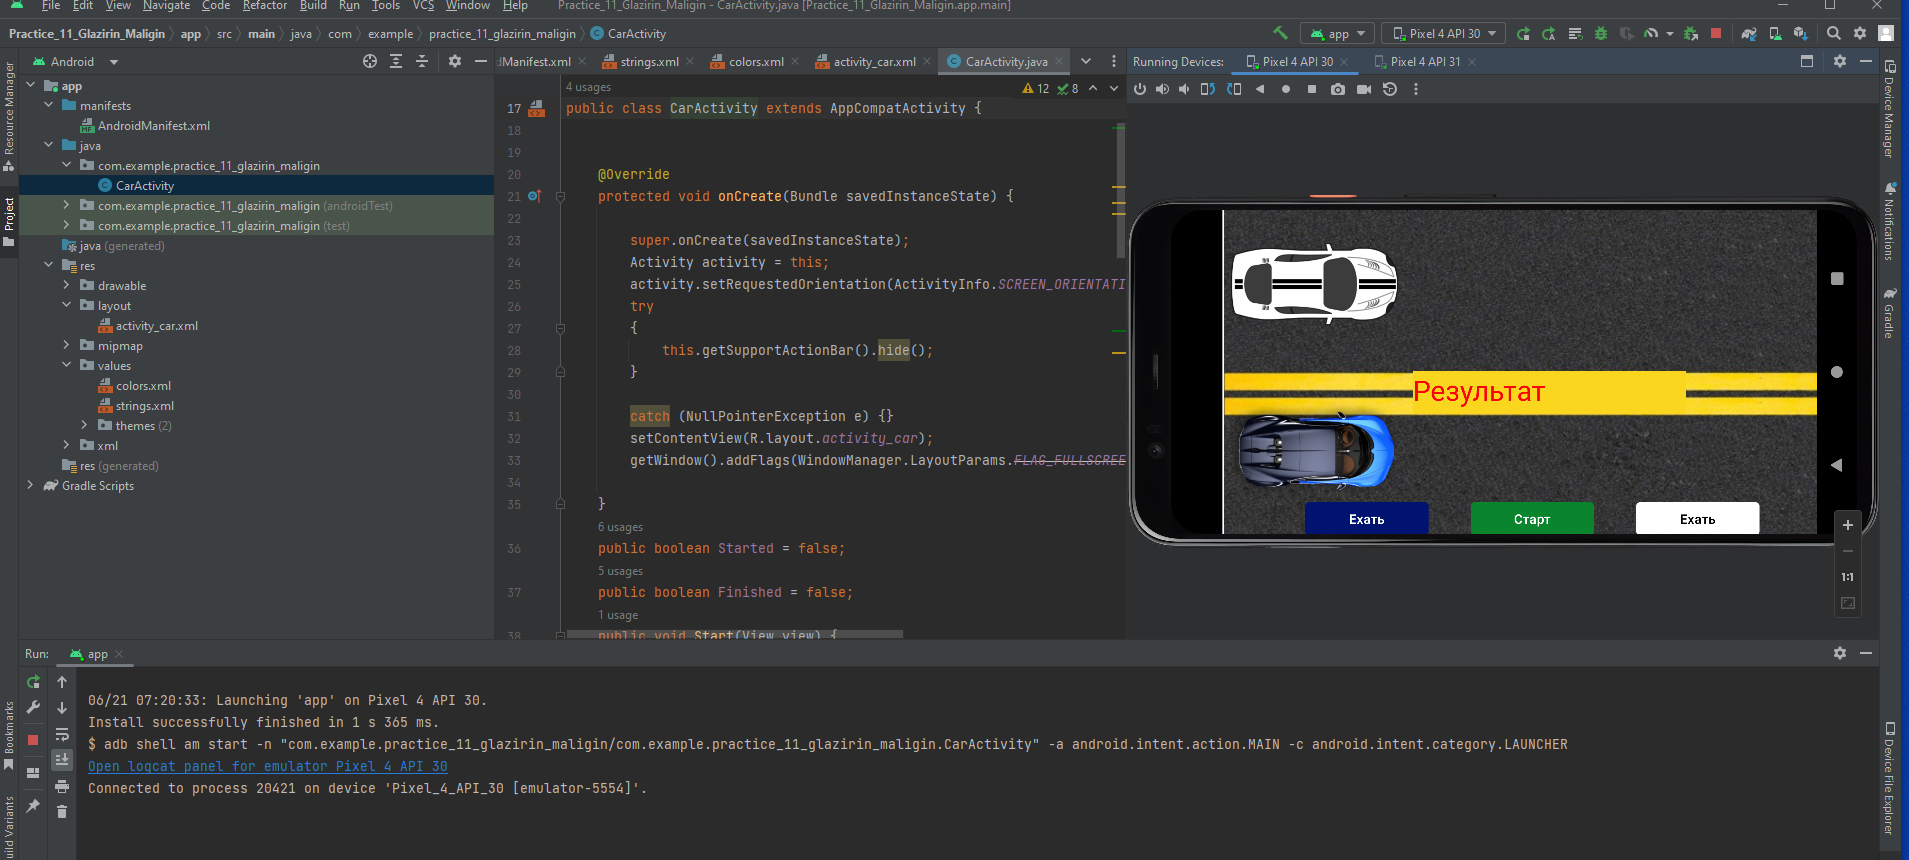 File Edit View Navigate Code Refactor Build Run Tools VCS Window Help Practice_11_Glazirin_Maligin - CarActivity.java [Practice_11_Glazirin_Maligin.app.main]
Practice_11_Glazirin_Maligin app src main java com example practice_11_glazirin_maligin CarActivity
app Pixel 4 API 30
Resource Manager
Project
Bookmarks
Android
app
manifests
AndroidManifest.xml
java
com.example.practice_11_glazirin_maligin
CarActivity
com.example.practice_11_glazirin_maligin (androidTest)
com.example.practice_11_glazirin_maligin (test)
java (generated)
res
drawable
layout
activity_car.xml
mipmap
values
colors.xml
strings.xml
themes (2)
xml
res (generated)
Gradle Scripts
dManifest.xml strings.xml colors.xml activity_car.xml CarActivity.java
4 usages
12 8
17 public class CarActivity extends AppCompatActivity {
18
19
20 @Override
21 protected void onCreate(Bundle savedInstanceState) {
22
23 super.onCreate(savedInstanceState);
24 Activity activity = this;
25 activity.setRequestedOrientation(ActivityInfo.SCREEN_ORIENTATI
26 try
27 {
28 this.getSupportActionBar().hide();
29 }
30
31 catch (NullPointerException e) {}
32 setContentView(R.layout.activity_car);
33 getWindow().addFlags(WindowManager.LayoutParams.FLAG_FULLSCREE
34
35 }
6 usages
36 public boolean Started = false;
5 usages
37 public boolean Finished = false;
1 usage
38 public void Start(View view) {
Running Devices: Pixel 4 API 30 Pixel 4 API 31
Результат
Ехать Старт Ехать
1:1
Device Manager
Notifications
Gradle
Device File Explorer
Run: app
06/21 07:20:33: Launching 'app' on Pixel 4 API 30.
Install successfully finished in 1 s 365 ms.
$ adb shell am start -n "com.example.practice_11_glazirin_maligin/com.example.practice_11_glazirin_maligin.CarActivity" -a android.intent.action.MAIN -c android.intent.category.LAUNCHER
Open logcat panel for emulator Pixel 4 API 30
Connected to process 20421 on device 'Pixel_4_API_30 [emulator-5554]'.
uild Variants